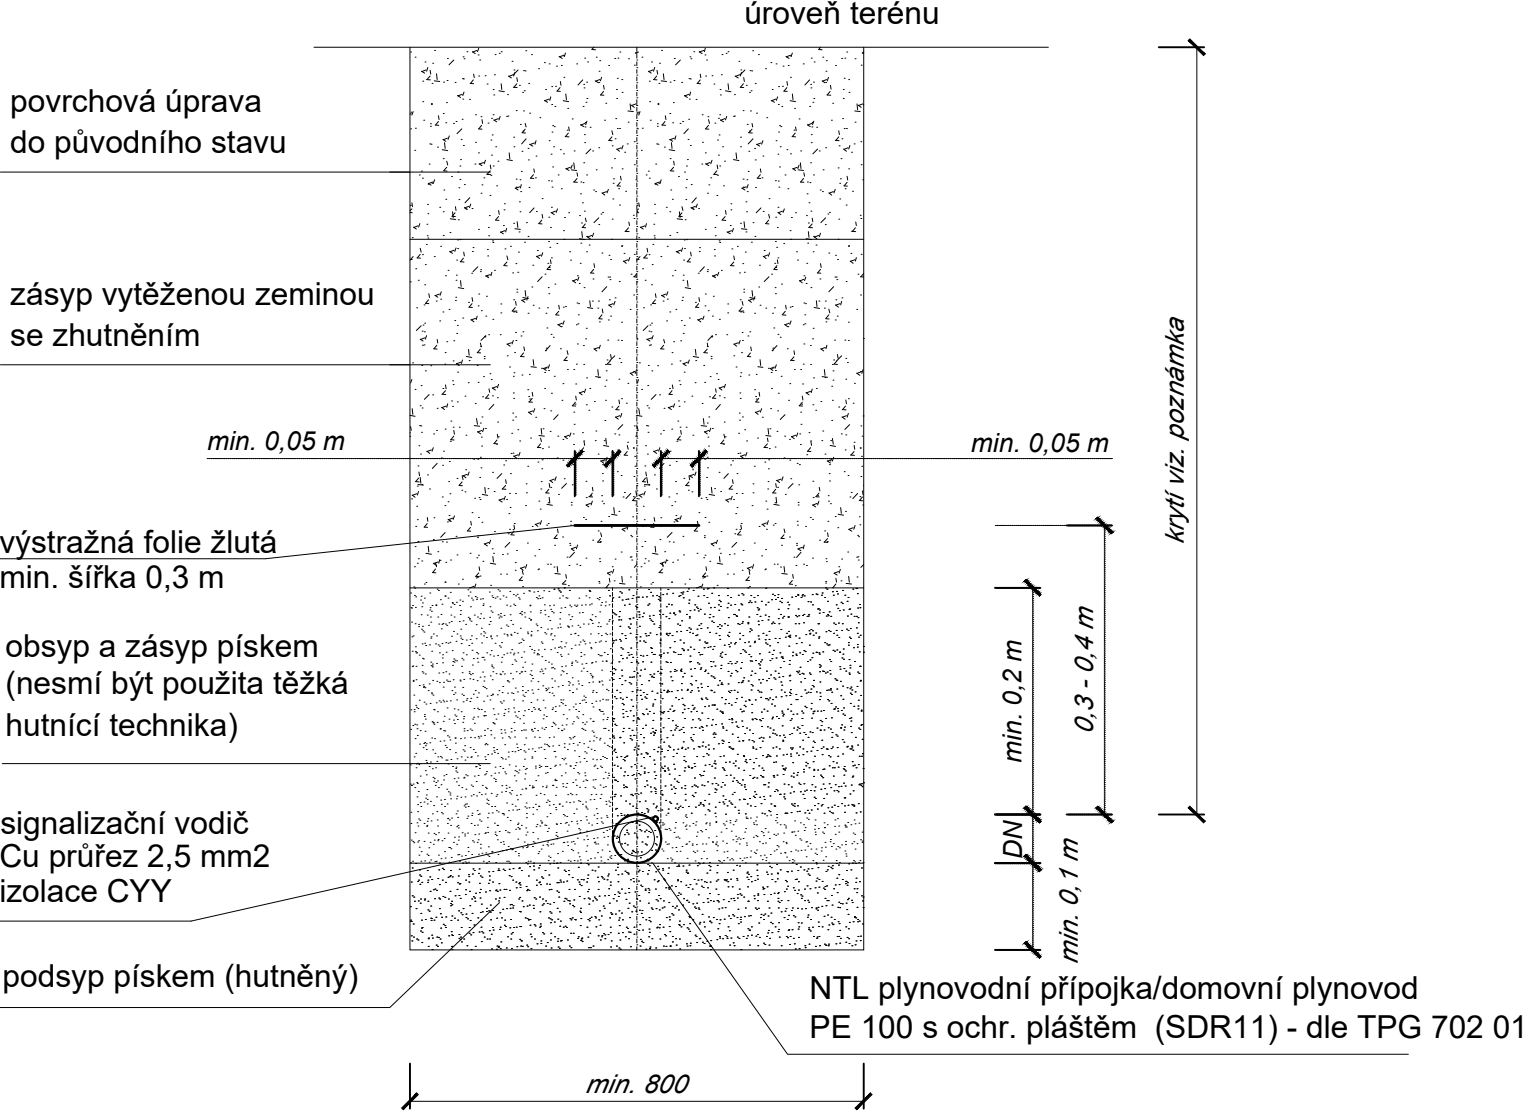 úroveň terénu
povrchová úprava
do původního stavu
zásyp vytěženou zeminou
se zhutněním
min. 0,05 m
min. 0,05 m
krytí viz. poznámka
výstražná folie žlutá
min. šířka 0,3 m
obsyp a zásyp pískem
(nesmí být použita těžká
hutnící technika)
min. 0,2 m
0,3 - 0,4 m
signalizační vodič
Cu průřez 2,5 mm2
izolace CYY
DN
min. 0,1 m
podsyp pískem (hutněný)
NTL plynovodní přípojka/domovní plynovod
PE 100 s ochr. pláštěm (SDR11) - dle TPG 702 01
min. 800